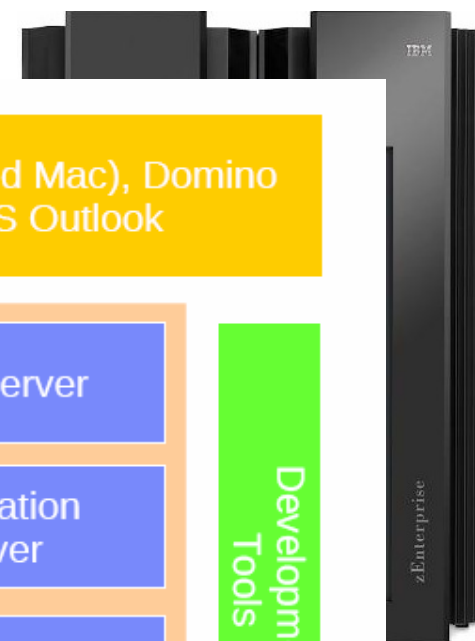 IBM
d Mac), Domino
S Outlook
erver
ation
ver
Developm
Tools
zEnterprise